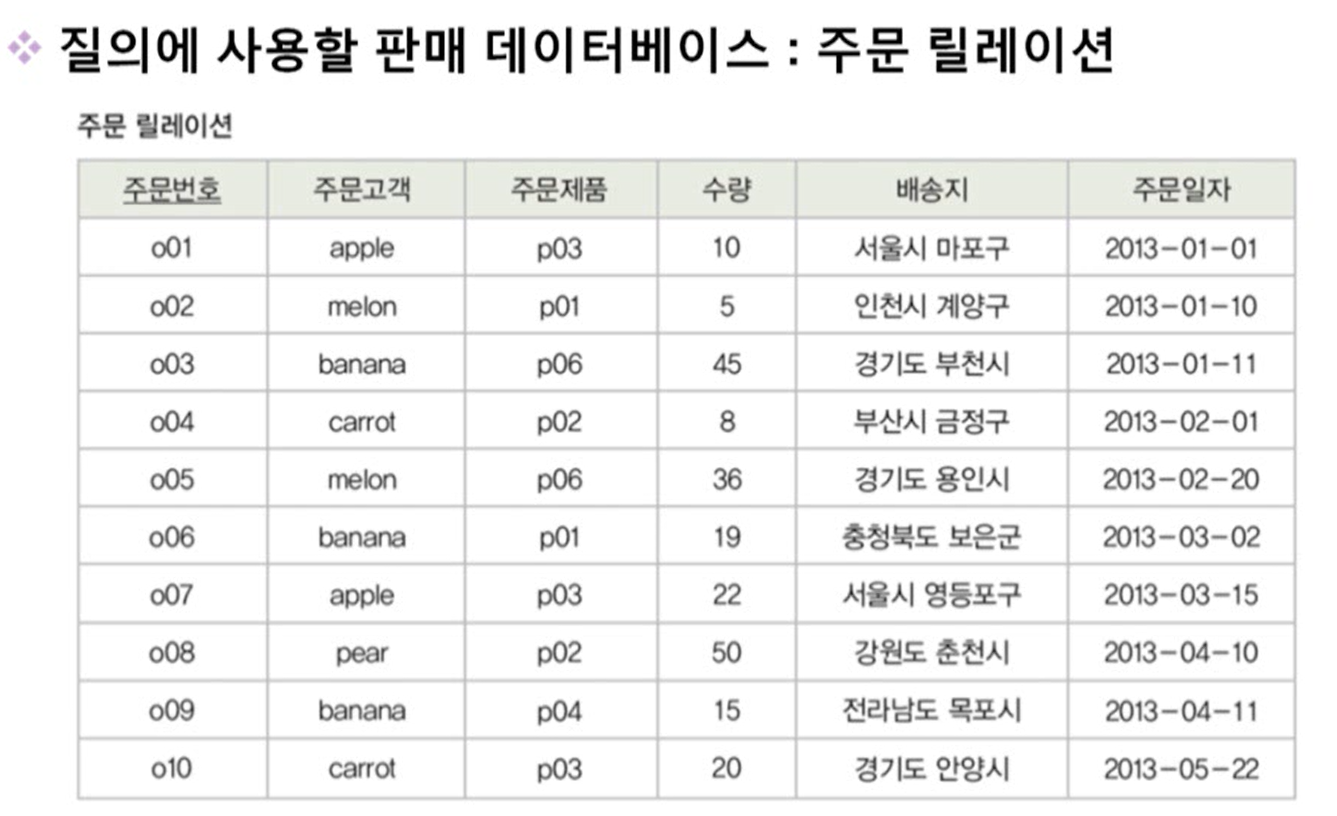 질의에 사용할 판매 데이터베이스 : 주문 릴레이션
주문 릴레이션
주문번호 주문고객 주문제품 수량 배송지 주문일자
o01 apple p03 10 서울시 마포구 2013-01-01
o02 melon p01 5 인천시 계양구 2013-01-10
o03 banana p06 45 경기도 부천시 2013-01-11
o04 carrot p02 8 부산시 금정구 2013-02-01
o05 melon p06 36 경기도 용인시 2013-02-20
o06 banana p01 19 충청북도 보은군 2013-03-02
o07 apple p03 22 서울시 영등포구 2013-03-15
o08 pear p02 50 강원도 춘천시 2013-04-10
o09 banana p04 15 전라남도 목포시 2013-04-11
o10 carrot p03 20 경기도 안양시 2013-05-22